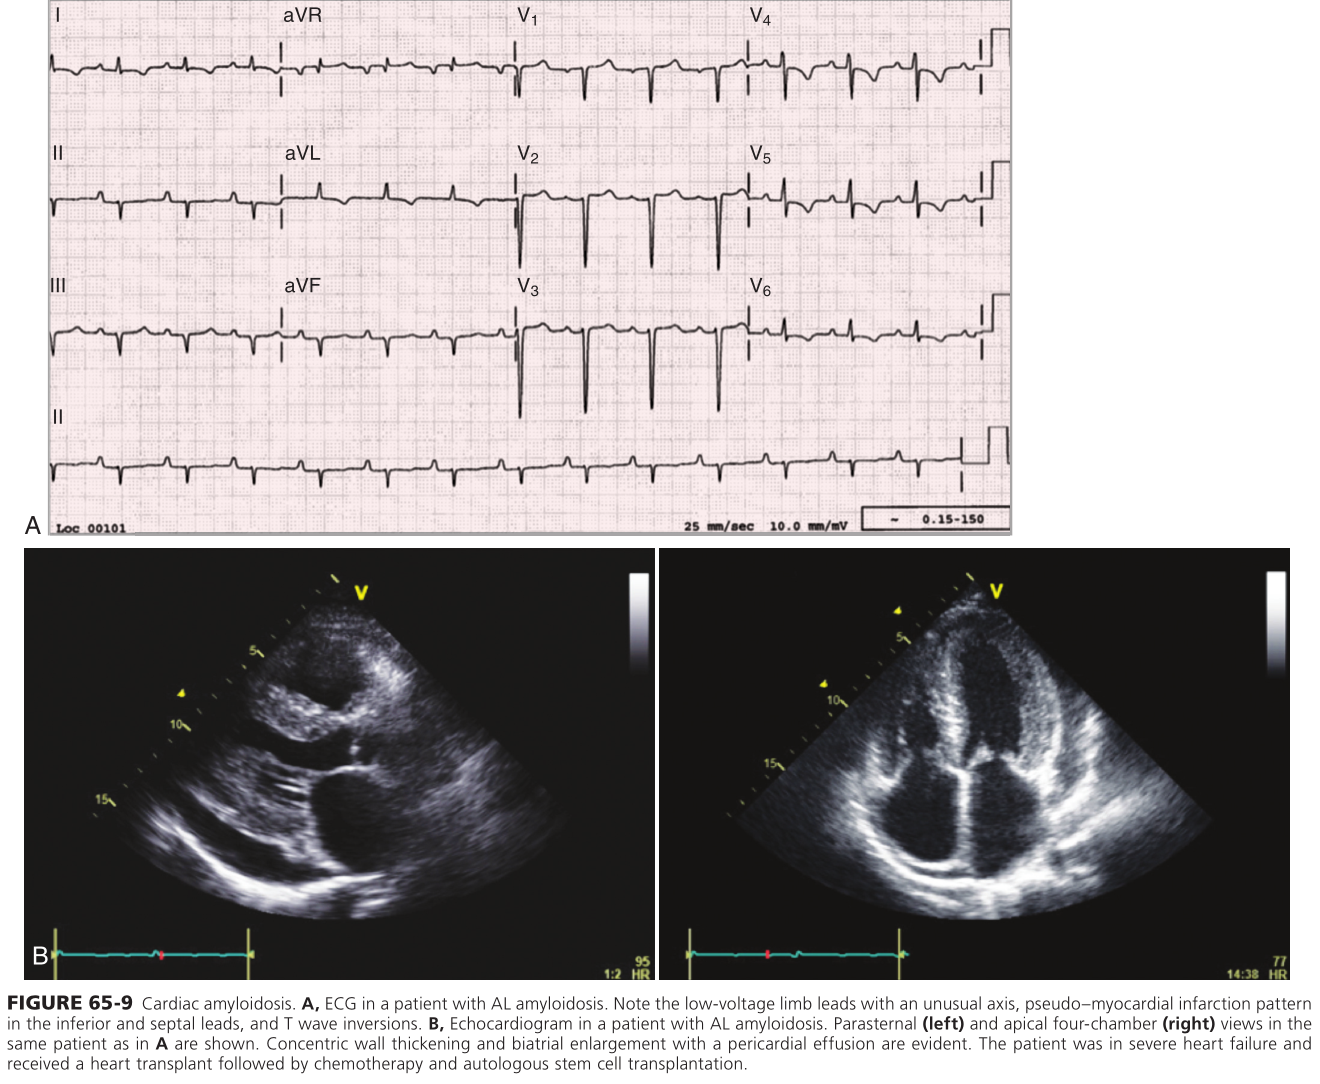 I aVR V1 V4
II aVL V2 V5
III aVF V3 V6
II
A
Loc 00101 25 mm/sec 10.0 mm/mV ~ 0.15-150
V
5
10
15
95
1:2 HR
V
5
10
15
77
14:38 HR
B
FIGURE 65-9 Cardiac amyloidosis. A, ECG in a patient with AL amyloidosis. Note the low-voltage limb leads with an unusual axis, pseudo–myocardial infarction pattern
in the inferior and septal leads, and T wave inversions. B, Echocardiogram in a patient with AL amyloidosis. Parasternal (left) and apical four-chamber (right) views in the
same patient as in A are shown. Concentric wall thickening and biatrial enlargement with a pericardial effusion are evident. The patient was in severe heart failure and
received a heart transplant followed by chemotherapy and autologous stem cell transplantation.